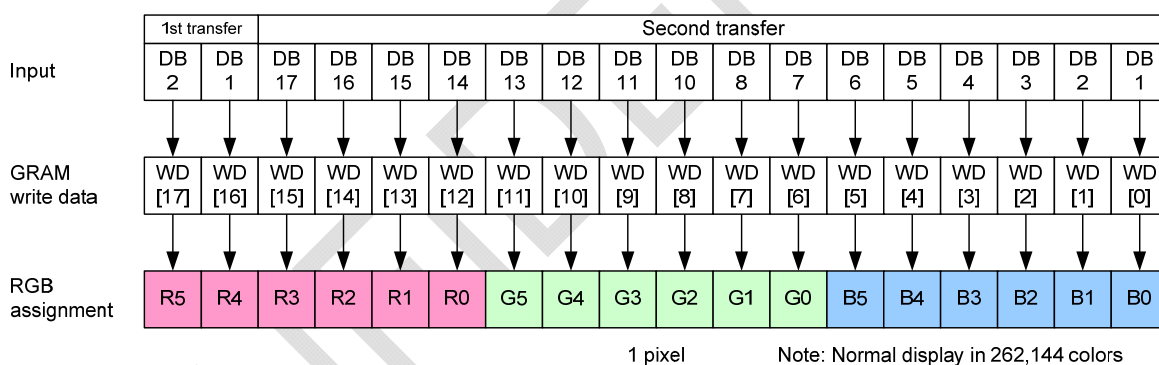 1st transfer Second transfer
Input DB 2 DB 1 DB 17 DB 16 DB 15 DB 14 DB 13 DB 12 DB 11 DB 10 DB 8 DB 7 DB 6 DB 5 DB 4 DB 3 DB 2 DB 1
GRAM write data WD [17] WD [16] WD [15] WD [14] WD [13] WD [12] WD [11] WD [10] WD [9] WD [8] WD [7] WD [6] WD [5] WD [4] WD [3] WD [2] WD [1] WD [0]
RGB assignment R5 R4 R3 R2 R1 R0 G5 G4 G3 G2 G1 G0 B5 B4 B3 B2 B1 B0
1 pixel Note: Normal display in 262,144 colors